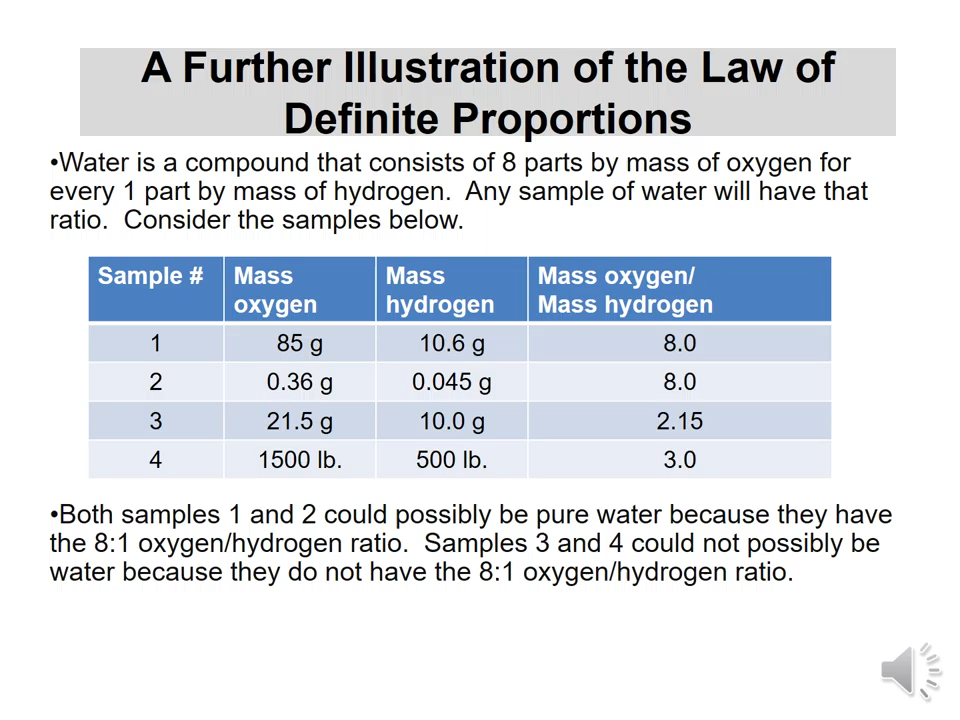 A Further Illustration of the Law of
Definite Proportions
•Water is a compound that consists of 8 parts by mass of oxygen for
every 1 part by mass of hydrogen.  Any sample of water will have that
ratio.  Consider the samples below.
Sample # Mass oxygen Mass hydrogen Mass oxygen/ Mass hydrogen
1 85 g 10.6 g 8.0
2 0.36 g 0.045 g 8.0
3 21.5 g 10.0 g 2.15
4 1500 lb. 500 lb. 3.0
•Both samples 1 and 2 could possibly be pure water because they have
the 8:1 oxygen/hydrogen ratio.  Samples 3 and 4 could not possibly be
water because they do not have the 8:1 oxygen/hydrogen ratio.